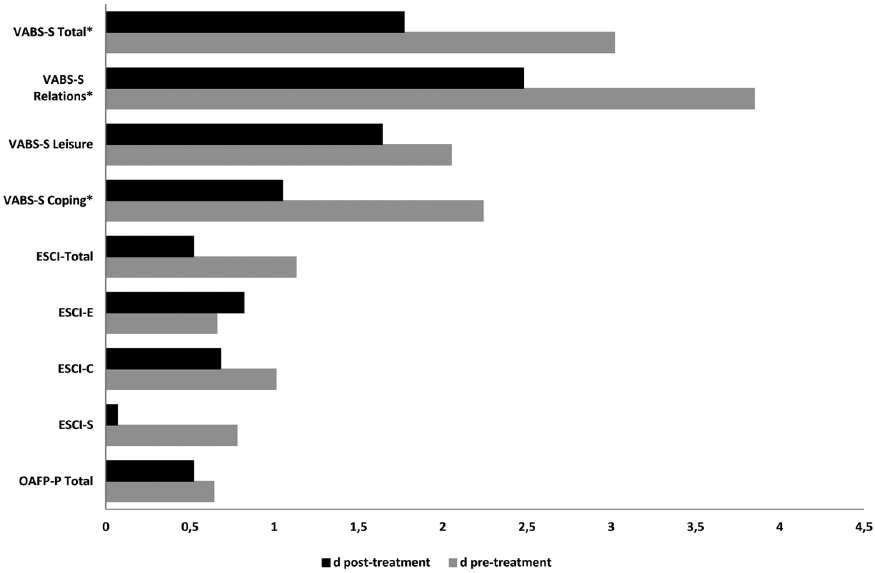 VABS-S Total*
VABS-S
Relations*
VABS-S Leisure
VABS-S Coping*
ESCI-Total
ESCI-E
ESCI-C
ESCI-S
OAFP-P Total
0 0,5 1 1,5 2 2,5 3 3,5 4 4,5
d post-treatment d pre-treatment